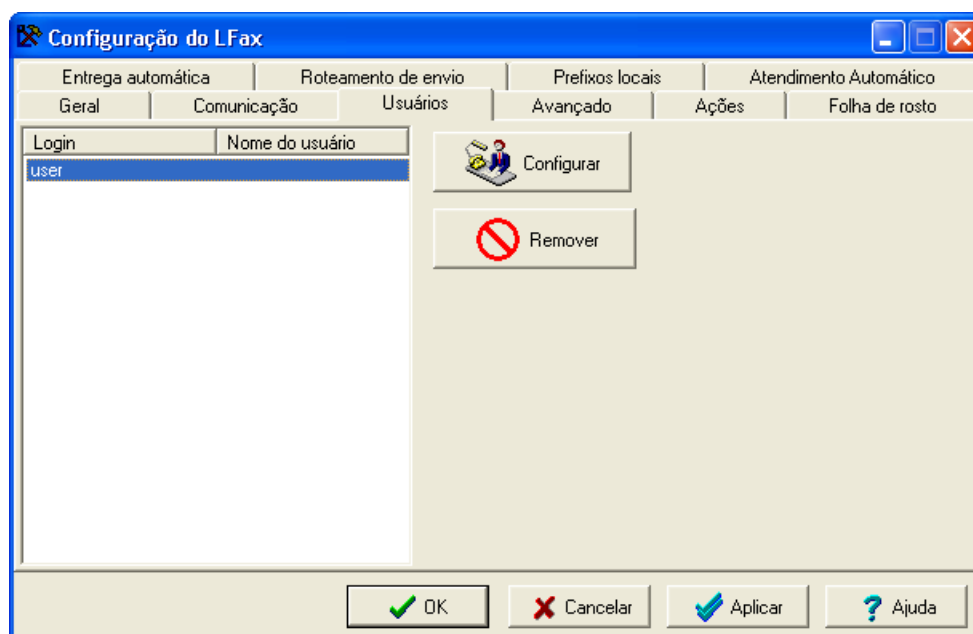 Configuração do LFax
Entrega automática Roteamento de envio Prefixos locais Atendimento Automático
Geral Comunicação Usuários Avançado Ações Folha de rosto
Login Nome do usuário
user
Configurar
Remover
OK Cancelar Aplicar Ajuda